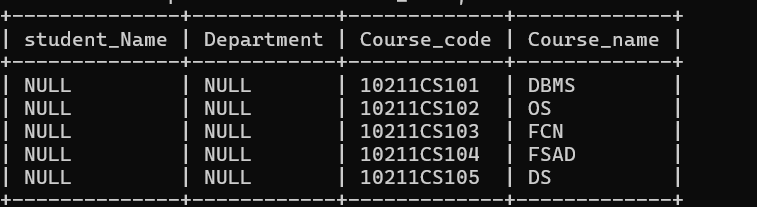 | student_Name | Department | Course_code | Course_name |
| NULL | NULL | 10211CS101 | DBMS |
| NULL | NULL | 10211CS102 | OS |
| NULL | NULL | 10211CS103 | FCN |
| NULL | NULL | 10211CS104 | FSAD |
| NULL | NULL | 10211CS105 | DS |